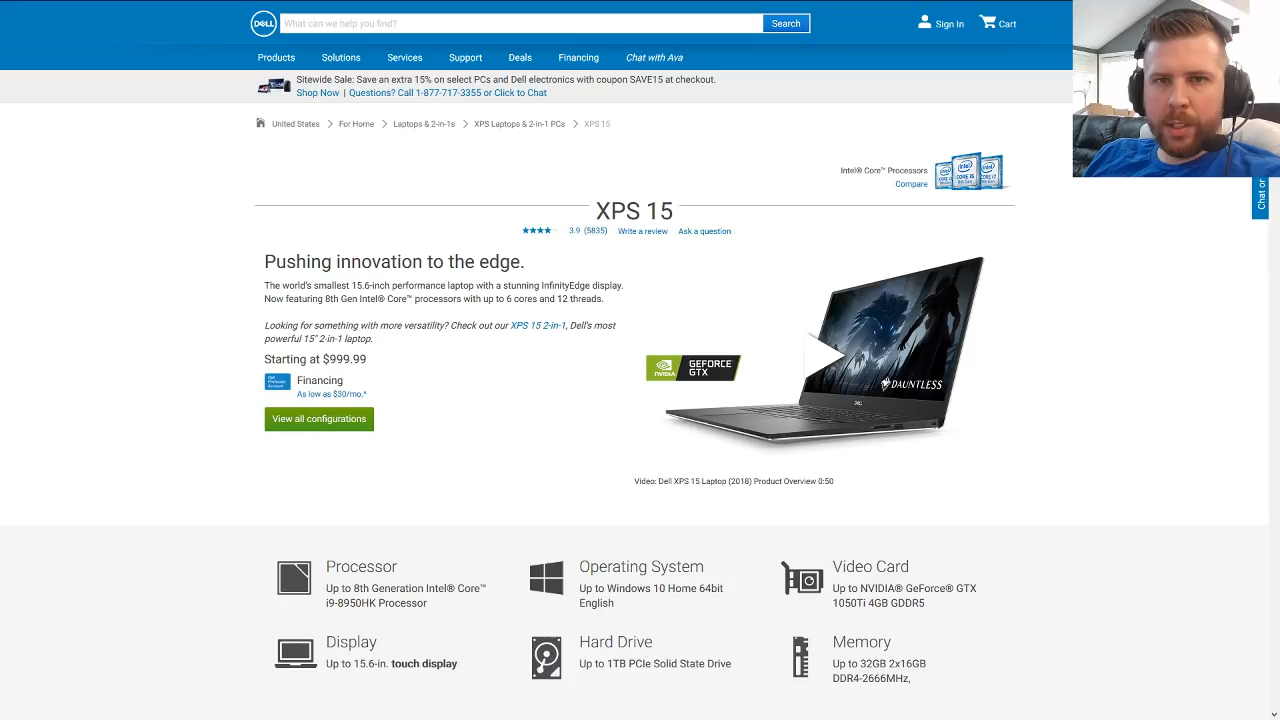 DELL
What can we help you find?
Search
Sign In
Cart
Products
Solutions
Services
Support
Deals
Financing
Chat with Ava
Sitewide Sale: Save an extra 15% on select PCs and Dell electronics with coupon SAVE15 at checkout.
Shop Now | Questions? Call 1-877-717-3355 or Click to Chat
United States > For Home > Laptops & 2-in-1s > XPS Laptops & 2-in-1 PCs > XPS 15
Intel® Core™ Processors
Compare
Chat or
XPS 15
3.9 (5835) Write a review Ask a question
Pushing innovation to the edge.
The world's smallest 15.6-inch performance laptop with a stunning InfinityEdge display.
Now featuring 8th Gen Intel® Core™ processors with up to 6 cores and 12 threads.
Looking for something with more versatility? Check out our XPS 15 2-in-1, Dell's most
powerful 15" 2-in-1 laptop.
Starting at $999.99
Financing
As low as $30/mo.^
View all configurations
NVIDIA
GEFORCE
GTX
DAUNTLESS
DELL
Video: Dell XPS 15 Laptop (2018) Product Overview 0:50
Processor
Up to 8th Generation Intel® Core™
i9-8950HK Processor
Operating System
Up to Windows 10 Home 64bit
English
Video Card
Up to NVIDIA® GeForce® GTX
1050Ti 4GB GDDR5
Display
Up to 15.6-in. touch display
Hard Drive
Up to 1TB PCIe Solid State Drive
Memory
Up to 32GB 2x16GB
DDR4-2666MHz,